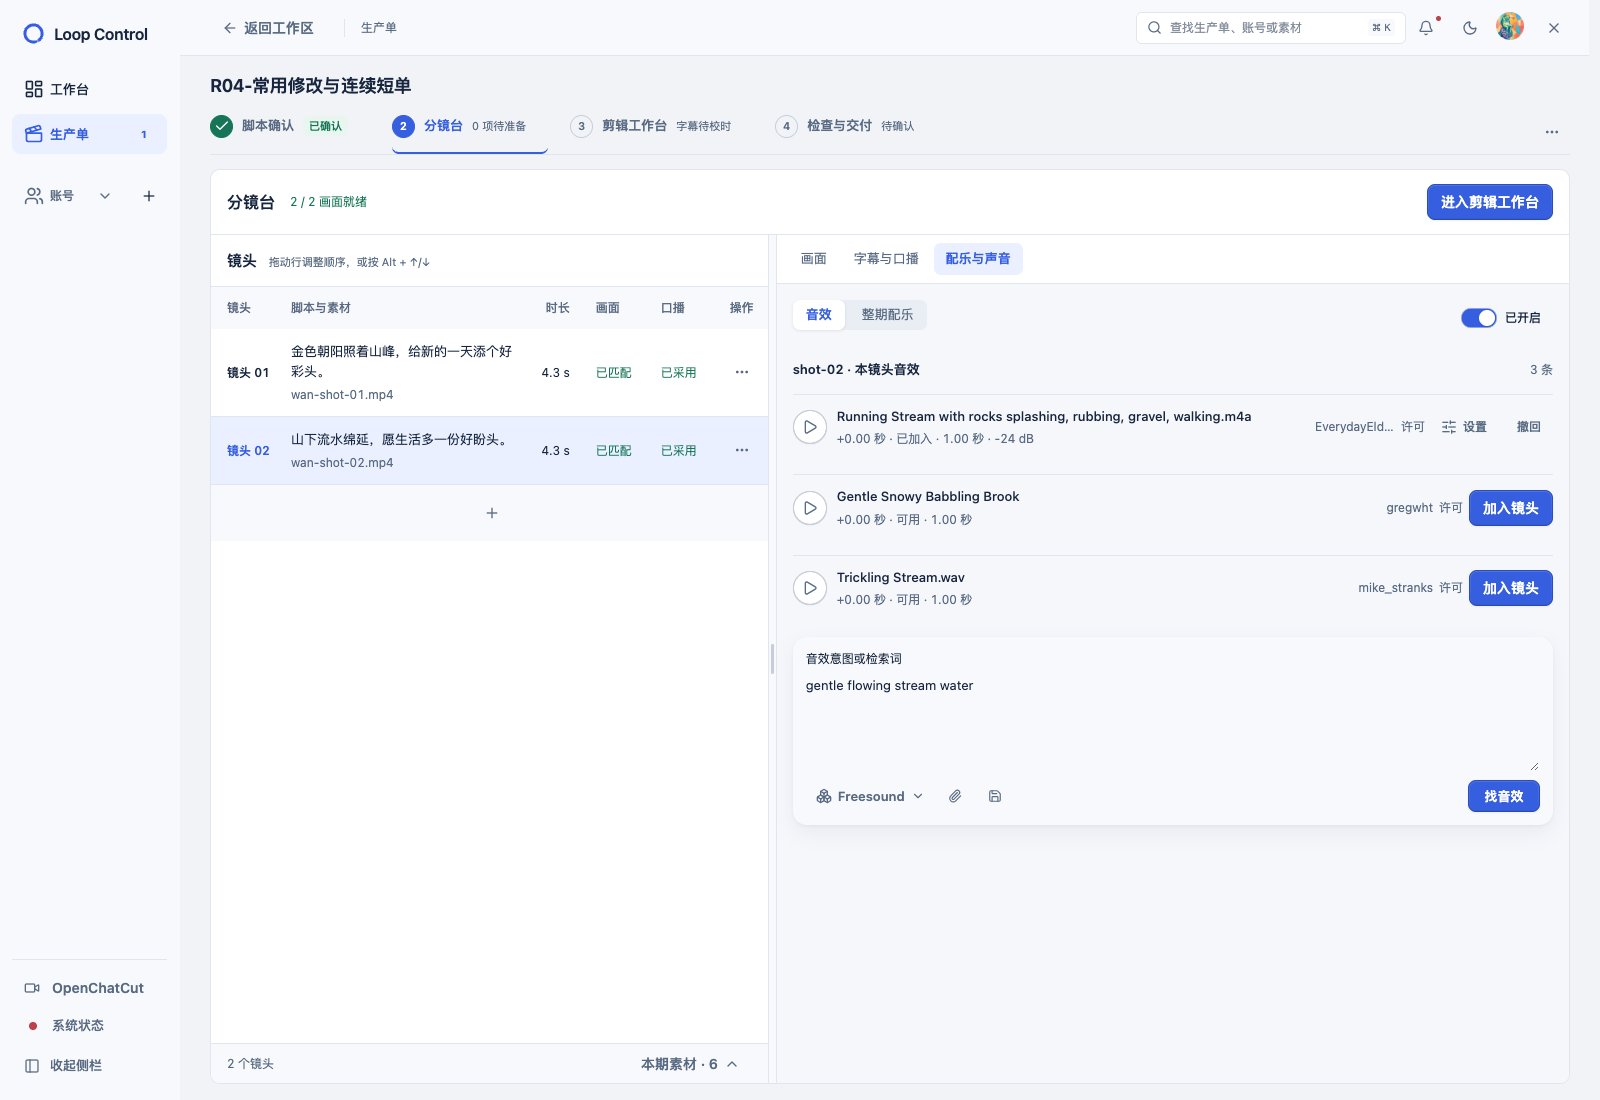 Loop Control
工作台
生产单
1
账号
OpenChatCut
系统状态
收起侧栏
返回工作区
生产单
查找生产单、账号或素材
⌘ K
R04-常用修改与连续短单
脚本确认 已确认
2 分镜台 0 项待准备
3 剪辑工作台 字幕待校时
4 检查与交付 待确认
分镜台 2 / 2 画面就绪
进入剪辑工作台
镜头 拖动行调整顺序，或按 Alt + ↑/↓
镜头 脚本与素材 时长 画面 口播 操作
镜头 01
金色朝阳照着山峰，给新的一天添个好
彩头。
wan-shot-01.mp4
4.3 s 已匹配 已采用
镜头 02
山下流水绵延，愿生活多一份好盼头。
wan-shot-02.mp4
4.3 s 已匹配 已采用
2 个镜头
本期素材 · 6
画面 字幕与口播 配乐与声音
音效 整期配乐
已开启
shot-02 · 本镜头音效
3 条
Running Stream with rocks splashing, rubbing, gravel, walking.m4a
+0.00 秒 · 已加入 · 1.00 秒 · -24 dB
EverydayEld... 许可 设置 撤回
Gentle Snowy Babbling Brook
+0.00 秒 · 可用 · 1.00 秒
gregwht 许可 加入镜头
Trickling Stream.wav
+0.00 秒 · 可用 · 1.00 秒
mike_stranks 许可 加入镜头
音效意图或检索词
gentle flowing stream water
Freesound
找音效